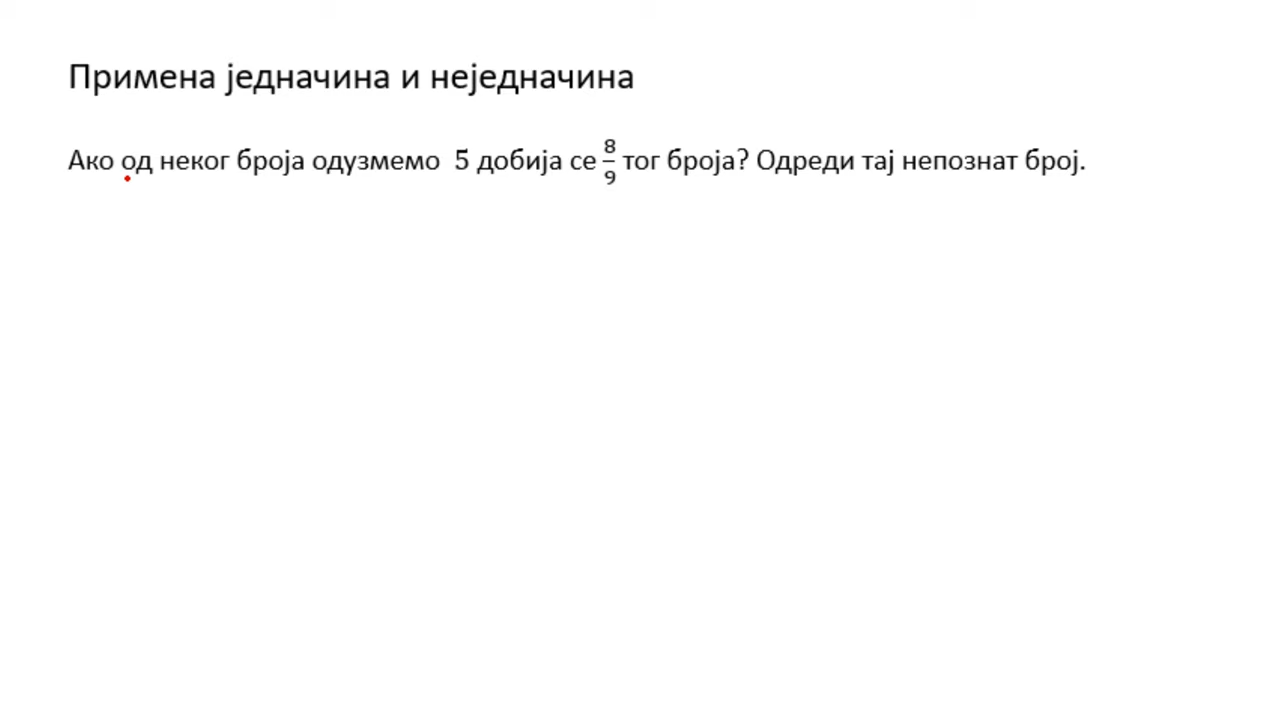 Примена једначина и неједначина
Ако од неког броја одузмемо 5 добија се 8/9 тог броја? Одреди тај непознат број.